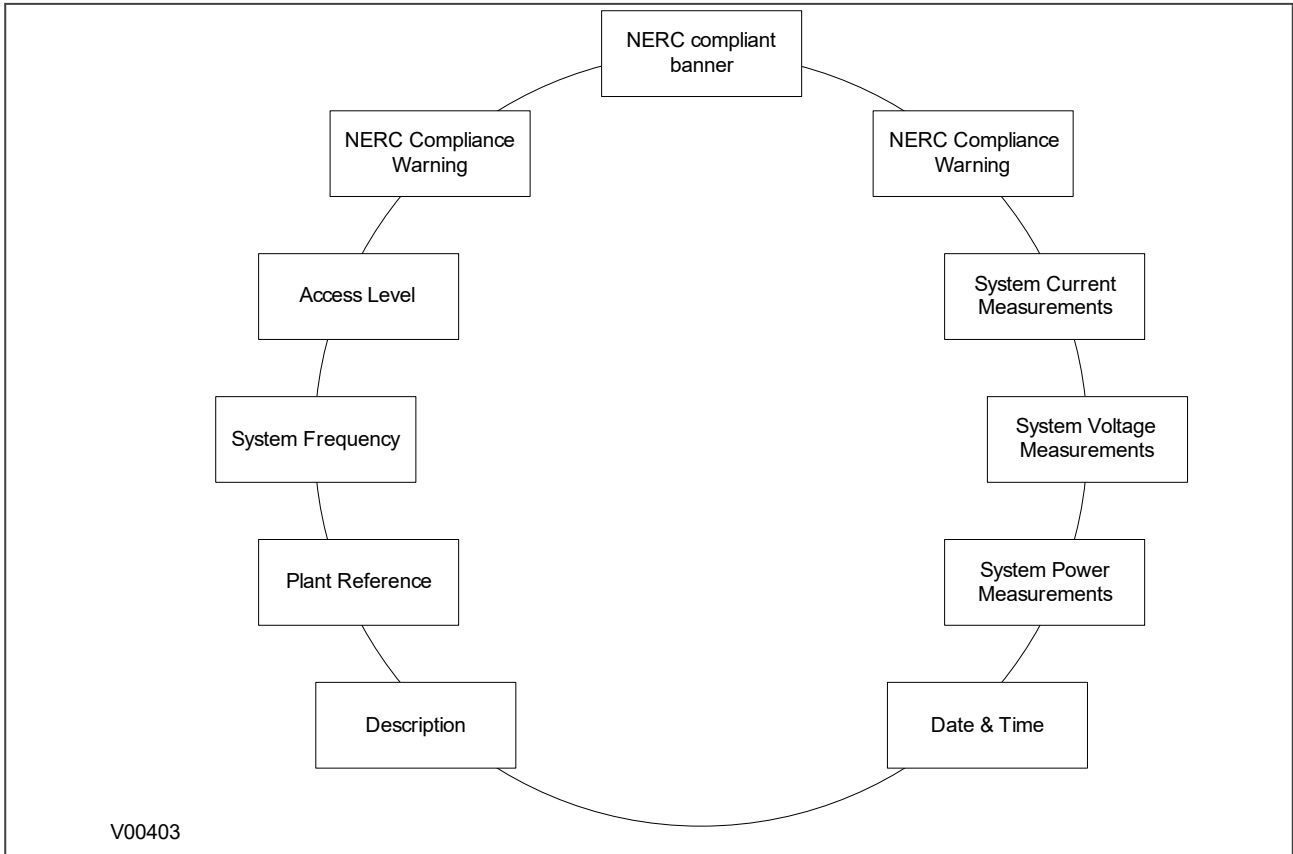 NERC compliant
banner
NERC Compliance
Warning
NERC Compliance
Warning
Access Level
System Current
Measurements
System Frequency
System Voltage
Measurements
Plant Reference
System Power
Measurements
Description
Date & Time
V00403